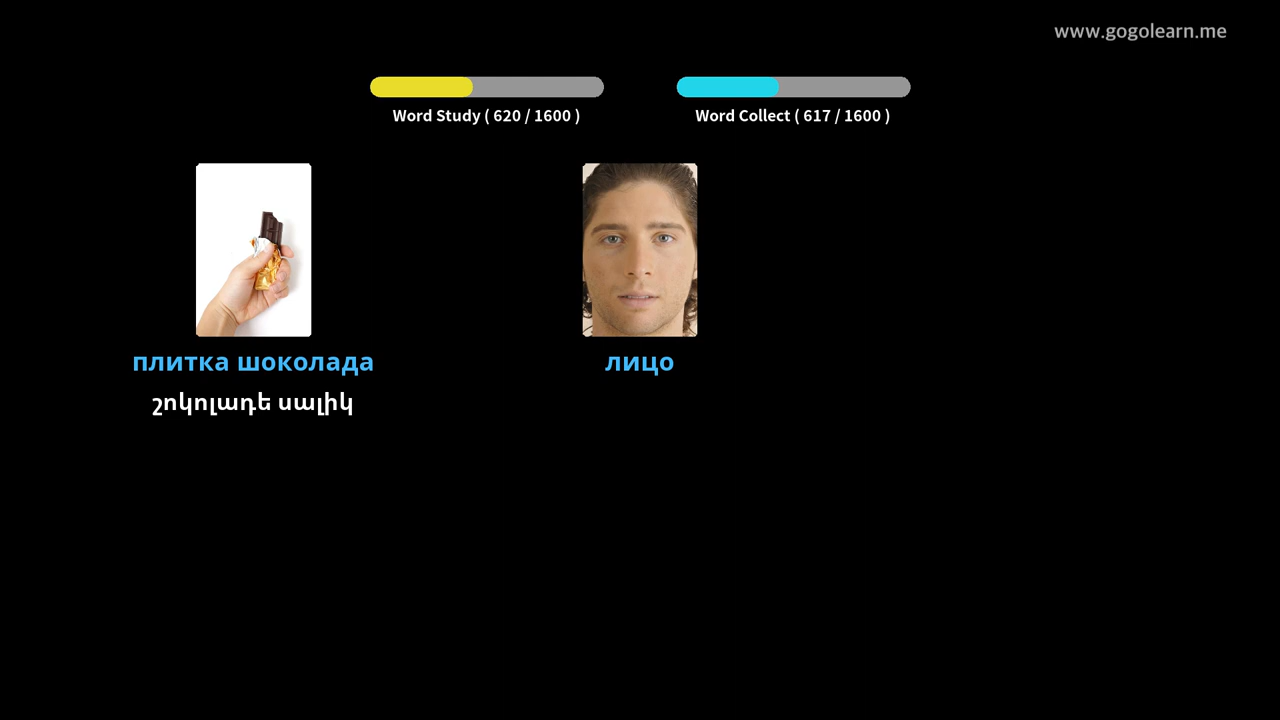 www.gogolearn.me
Word Study ( 620 / 1600 )
Word Collect ( 617 / 1600 )
плитка шоколада
лицо
շոկոլադե սալիկ